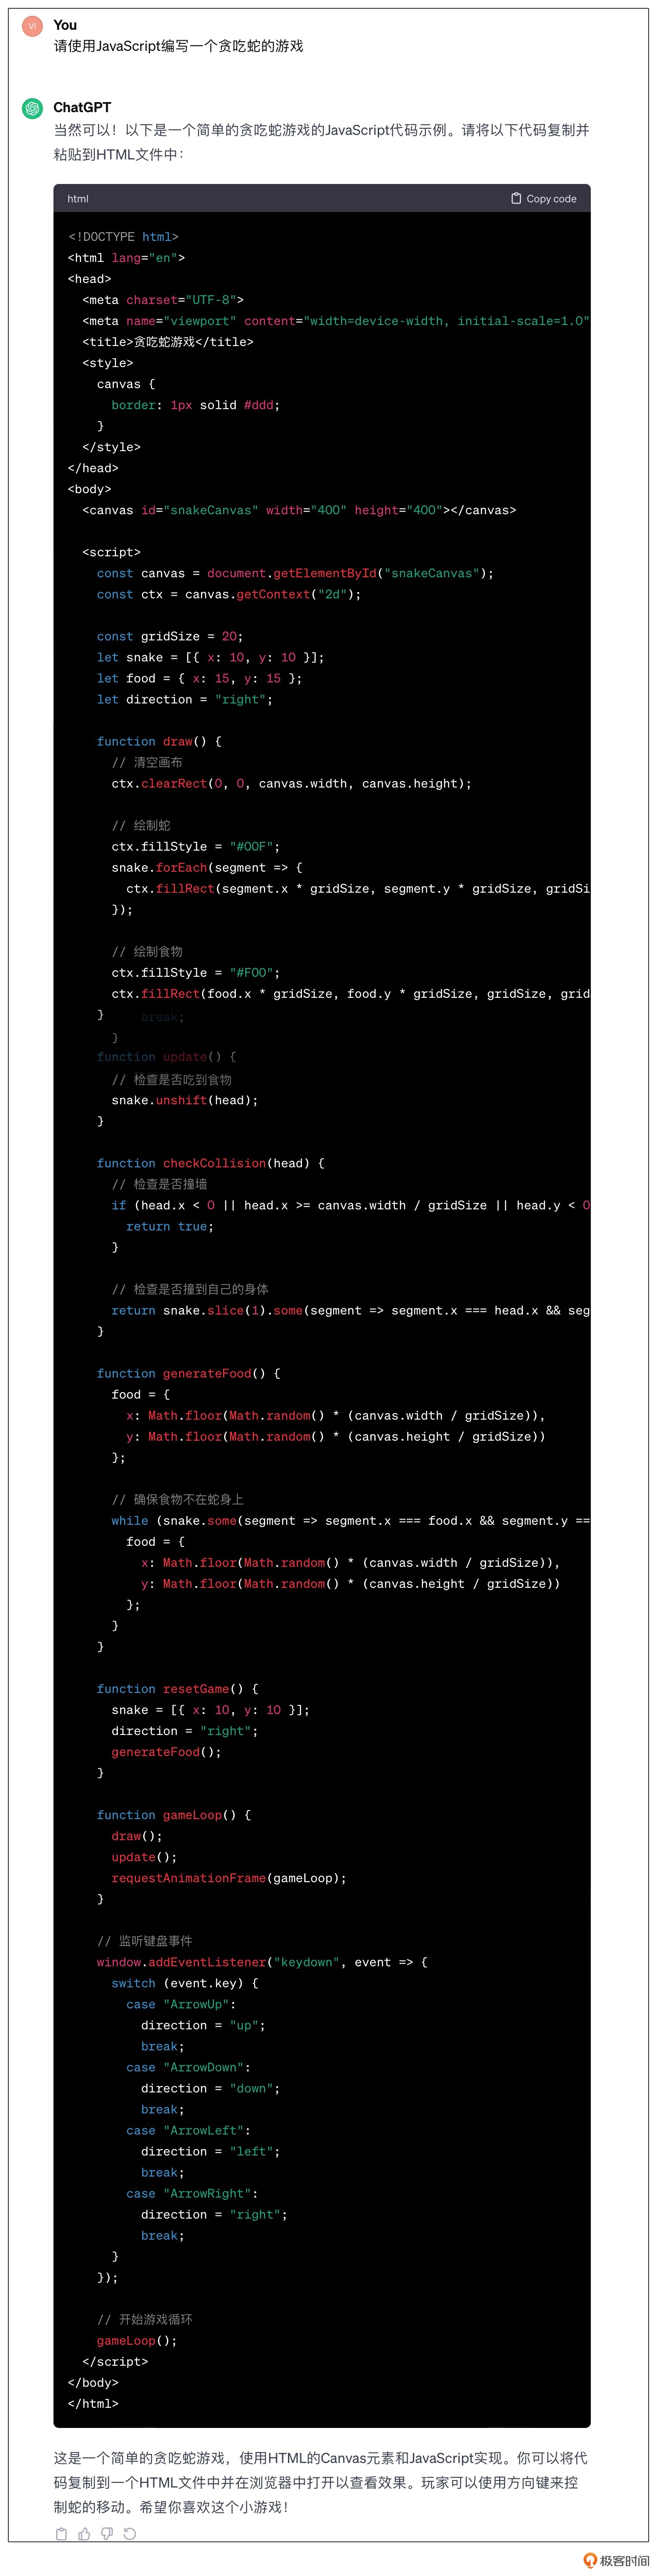 VI
You
请使用JavaScript编写一个贪吃蛇的游戏
ChatGPT
当然可以！以下是一个简单的贪吃蛇游戏的JavaScript代码示例。请将以下代码复制并
粘贴到HTML文件中：
html Copy code
<!DOCTYPE html>
<html lang="en">
<head>
  <meta charset="UTF-8">
  <meta name="viewport" content="width=device-width, initial-scale=1.0"
  <title>贪吃蛇游戏</title>
  <style>
    canvas {
      border: 1px solid #ddd;
    }
  </style>
</head>
<body>
  <canvas id="snakeCanvas" width="400" height="400"></canvas>
  <script>
    const canvas = document.getElementById("snakeCanvas");
    const ctx = canvas.getContext("2d");
    const gridSize = 20;
    let snake = [{ x: 10, y: 10 }];
    let food = { x: 15, y: 15 };
    let direction = "right";
    function draw() {
      // 清空画布
      ctx.clearRect(0, 0, canvas.width, canvas.height);
      // 绘制蛇
      ctx.fillStyle = "#00F";
      snake.forEach(segment => {
        ctx.fillRect(segment.x * gridSize, segment.y * gridSize, gridSi
      });
      // 绘制食物
      ctx.fillStyle = "#F00";
      ctx.fillRect(food.x * gridSize, food.y * gridSize, gridSize, grid
    }     break;
      }
    function update() {
      // 检查是否吃到食物
      snake.unshift(head);
    }
    function checkCollision(head) {
      // 检查是否撞墙
      if (head.x < 0 || head.x >= canvas.width / gridSize || head.y < 0
        return true;
      }
      // 检查是否撞到自己的身体
      return snake.slice(1).some(segment => segment.x === head.x && seg
    }
    function generateFood() {
      food = {
        x: Math.floor(Math.random() * (canvas.width / gridSize)),
        y: Math.floor(Math.random() * (canvas.height / gridSize))
      };
      // 确保食物不在蛇身上
      while (snake.some(segment => segment.x === food.x && segment.y ==
        food = {
          x: Math.floor(Math.random() * (canvas.width / gridSize)),
          y: Math.floor(Math.random() * (canvas.height / gridSize))
        };
      }
    }
    function resetGame() {
      snake = [{ x: 10, y: 10 }];
      direction = "right";
      generateFood();
    }
    function gameLoop() {
      draw();
      update();
      requestAnimationFrame(gameLoop);
    }
    // 监听键盘事件
    window.addEventListener("keydown", event => {
      switch (event.key) {
        case "ArrowUp":
          direction = "up";
          break;
        case "ArrowDown":
          direction = "down";
          break;
        case "ArrowLeft":
          direction = "left";
          break;
        case "ArrowRight":
          direction = "right";
          break;
      }
    });
    // 开始游戏循环
    gameLoop();
  </script>
</body>
</html>
这是一个简单的贪吃蛇游戏，使用HTML的Canvas元素和JavaScript实现。你可以将代
码复制到一个HTML文件中并在浏览器中打开以查看效果。玩家可以使用方向键来控
制蛇的移动。希望你喜欢这个小游戏！
极客时间